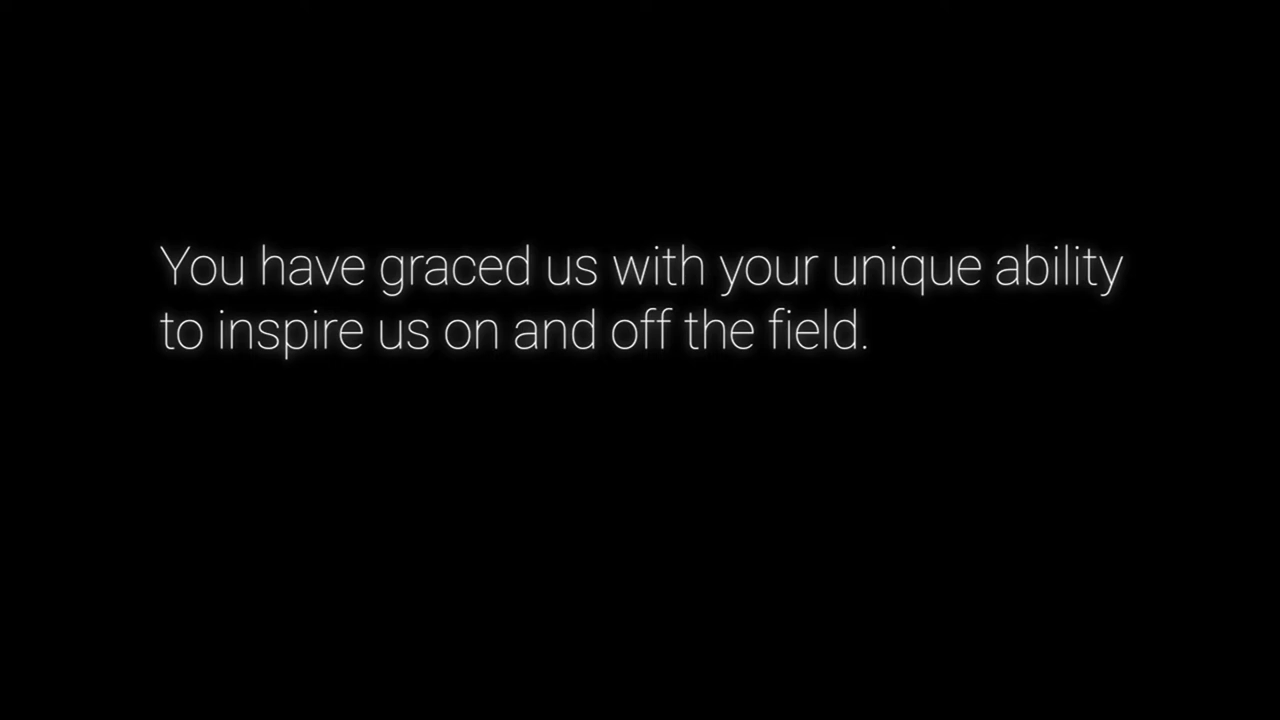 You have graced us with your unique ability
to inspire us on and off the field.